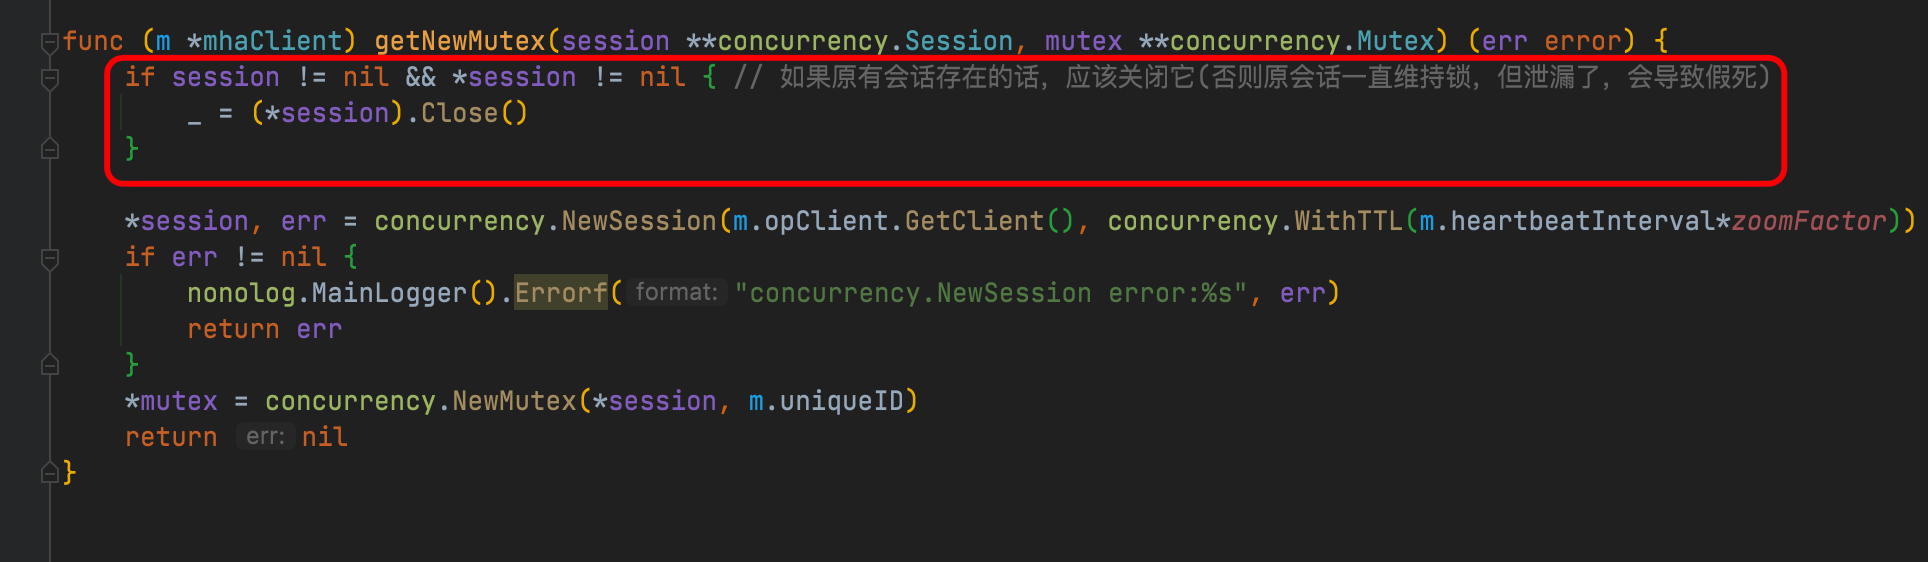 func (m *mhaClient) getNewMutex(session **concurrency.Session, mutex **concurrency.Mutex) (err error) {
if session != nil && *session != nil { // 如果原有会话存在的话，应该关闭它(否则原会话一直维持锁，但泄漏了，会导致假死)
_ = (*session).Close()
}
*session, err = concurrency.NewSession(m.opClient.GetClient(), concurrency.WithTTL(m.heartbeatInterval*zoomFactor))
if err != nil {
nonolog.MainLogger().Errorf( format: "concurrency.NewSession error:%s", err)
return err
}
*mutex = concurrency.NewMutex(*session, m.uniqueID)
return err: nil
}